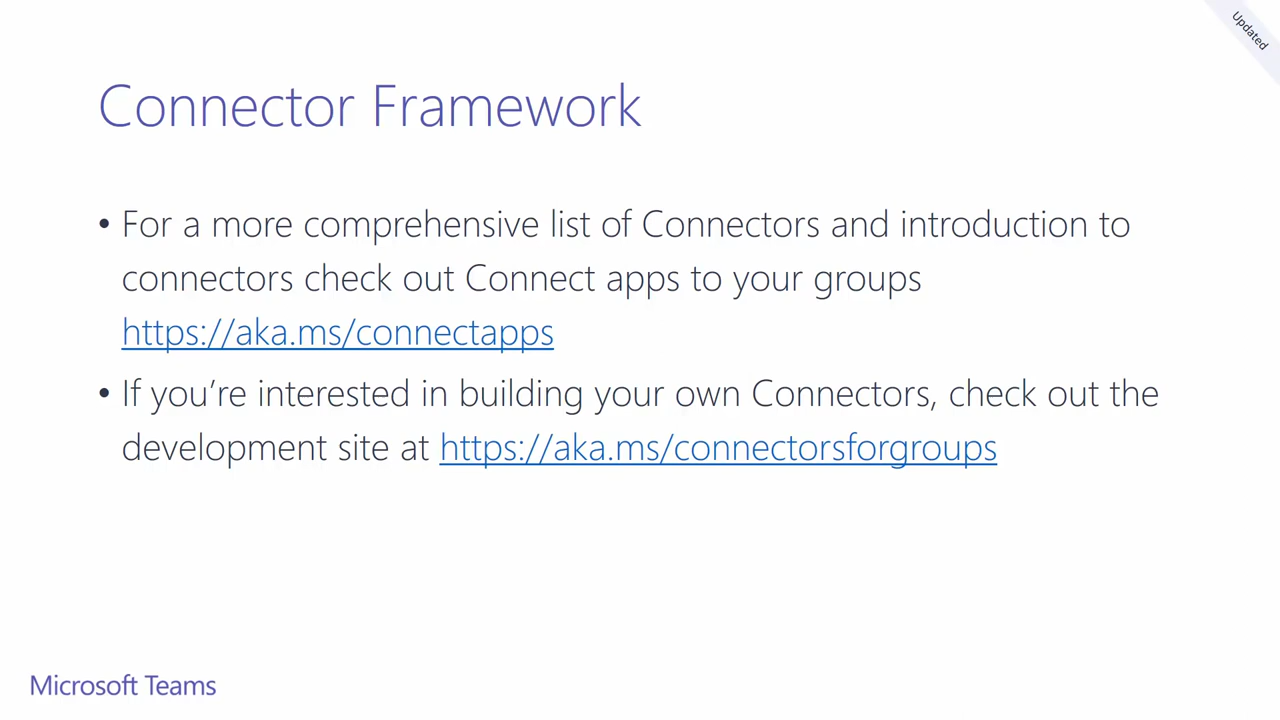 Updated
Connector Framework
• For a more comprehensive list of Connectors and introduction to
connectors check out Connect apps to your groups
https://aka.ms/connectapps
• If you’re interested in building your own Connectors, check out the
development site at https://aka.ms/connectorsforgroups
Microsoft Teams